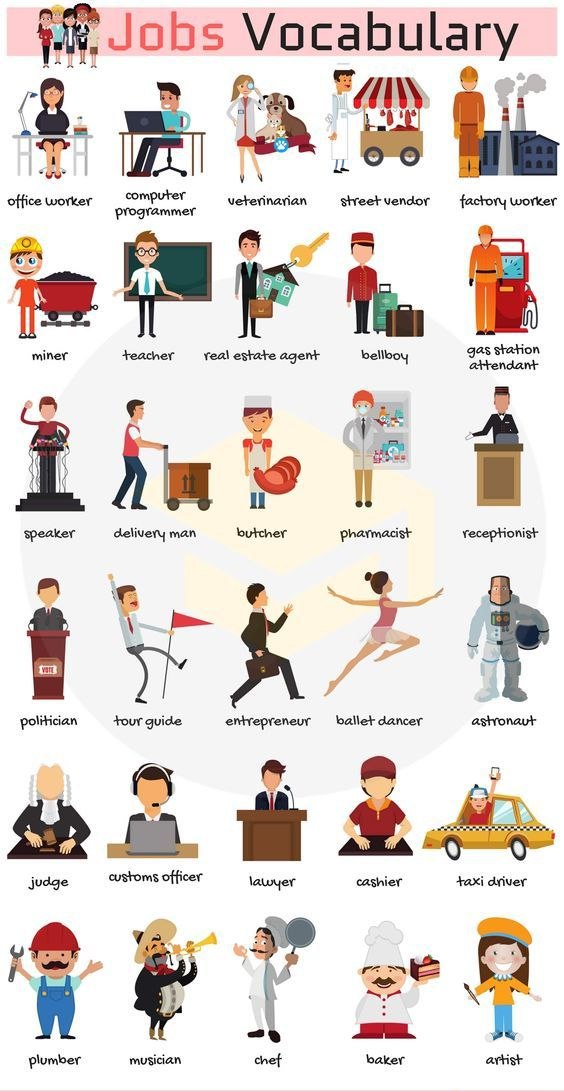 Jobs Vocabulary
office worker
computer
programmer
veterinarian
street vendor
factory worker
miner
teacher
real estate agent
bellboy
gas station
attendant
speaker
delivery man
butcher
pharmacist
receptionist
VOTE
politician
tour guide
entrepreneur
ballet dancer
astronaut
judge
customs officer
lawyer
cashier
taxi driver
plumber
musician
chef
baker
artist